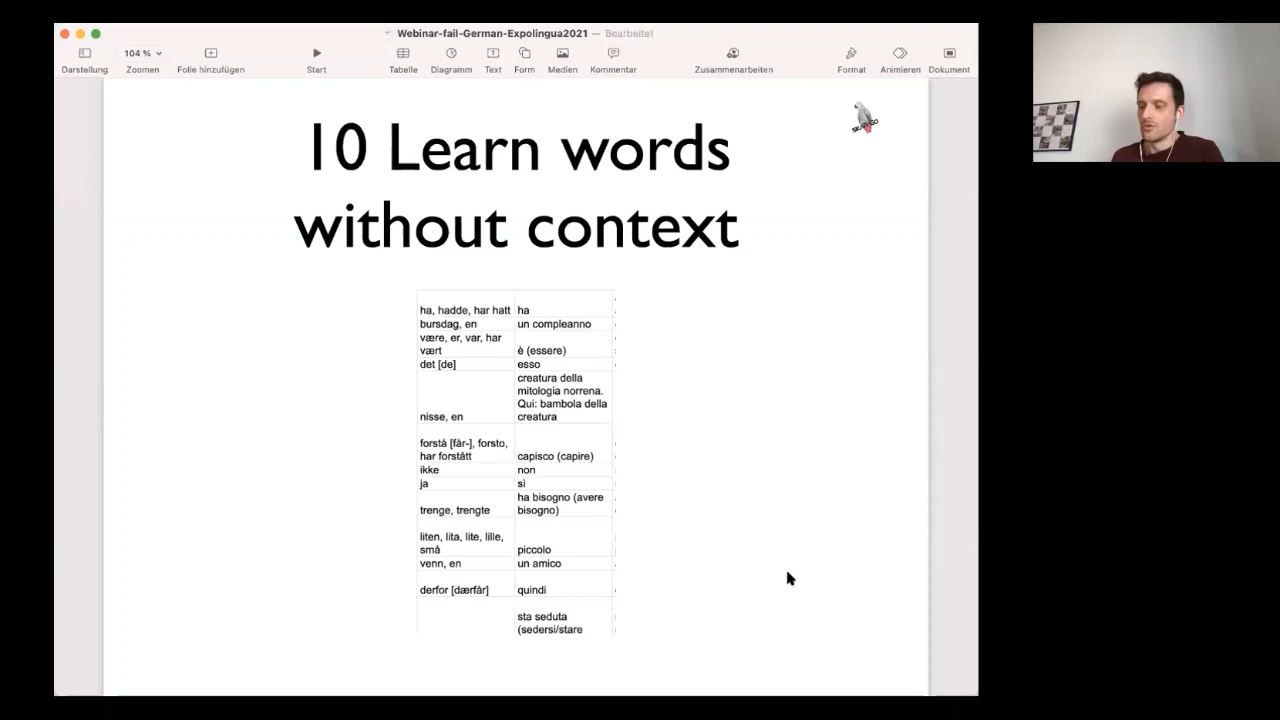 Webinar-fail-German-Expolingua2021 — Bearbeitet
104 %
Darstellung Zoomen Folie hinzufügen Start Tabelle Diagramm Text Form Medien Kommentar Zusammenarbeiten Format Animieren Dokument
10 Learn words
without context
ha, hadde, har hatt ha
bursdag, en un compleanno
være, er, var, har
vært è (essere)
det [de] esso
creatura della
mitologia norrena.
Qui: bambola della
nisse, en creatura
forstå [får-], forsto,
har forstått capisco (capire)
ikke non
ja sì
ha bisogno (avere
trenge, trengte bisogno)
liten, lita, lite, lille,
små piccolo
venn, en un amico
derfor [dærfår] quindi
sta seduta
(sedersi/stare